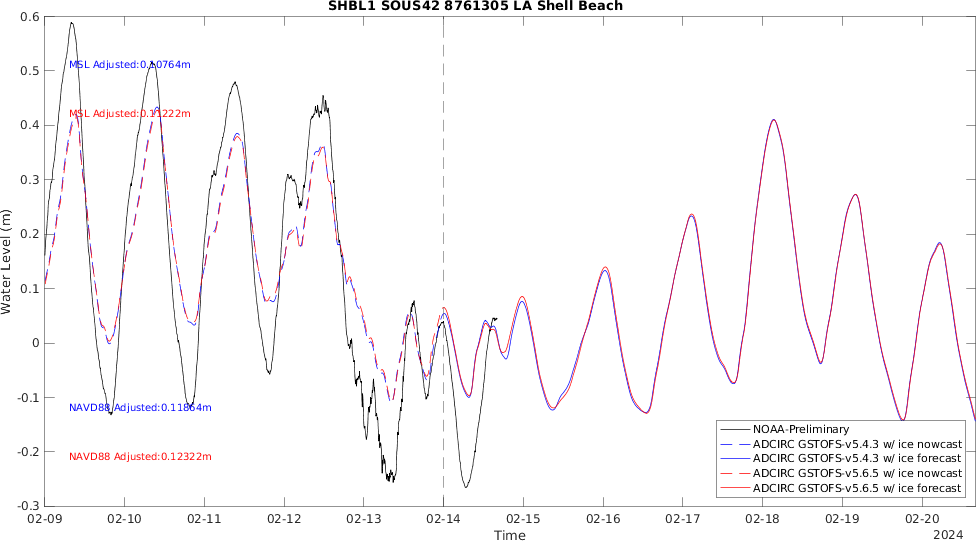 SHBL1 SOUS42 8761305 LA Shell Beach
0.6
0.5
0.4
0.3
0.2
0.1
0
-0.1
-0.2
-0.3
Water Level (m)
MSL Adjusted:0.10764m
MSL Adjusted:0.11222m
NAVD88 Adjusted:0.11864m
NAVD88 Adjusted:0.12322m
NOAA-Preliminary
ADCIRC GSTOFS-v5.4.3 w/ ice nowcast
ADCIRC GSTOFS-v5.4.3 w/ ice forecast
ADCIRC GSTOFS-v5.6.5 w/ ice nowcast
ADCIRC GSTOFS-v5.6.5 w/ ice forecast
02-09 02-10 02-11 02-12 02-13 02-14 02-15 02-16 02-17 02-18 02-19 02-20
Time
2024